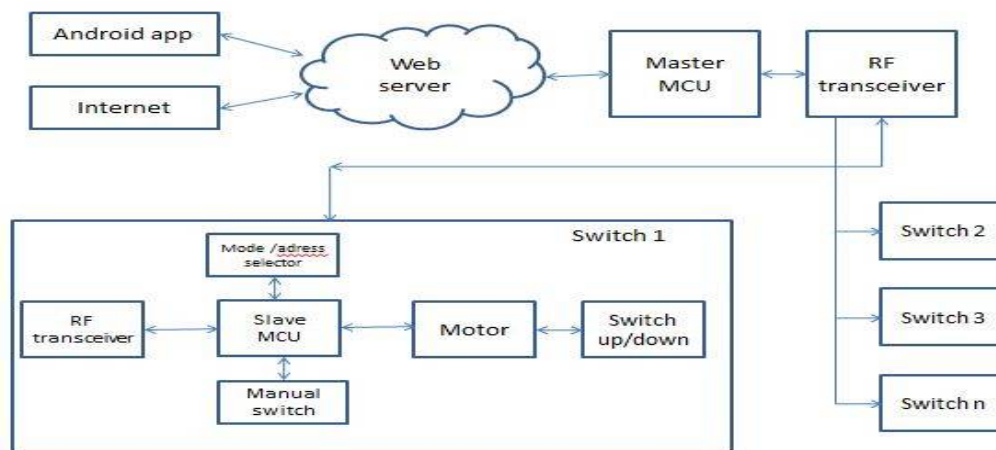 Android app
Internet
Web
server
Master
MCU
RF
transceiver
Switch 1
Mode /adress
selector
RF
transceiver
Slave
MCU
Motor
Switch
up/down
Manual
switch
Switch 2
Switch 3
Switch n